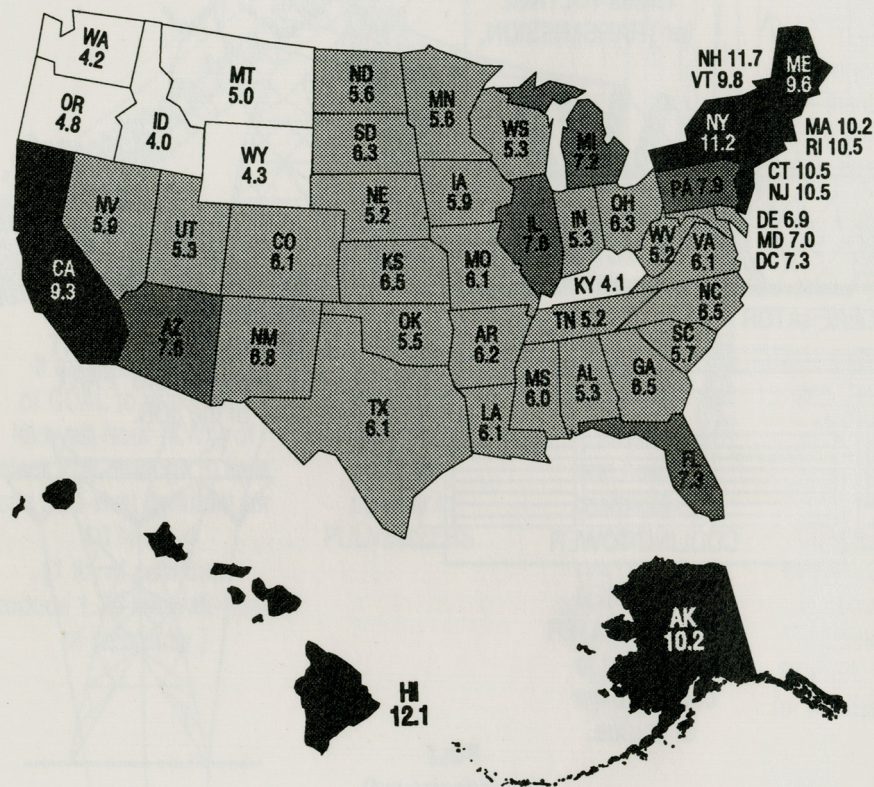 WA
4.2
OR
4.8
ID
4.0
MT
5.0
WY
4.3
ND
5.6
SD
6.3
NE
5.2
MN
5.6
WS
5.3
IA
5.9
MI
7.2
NH 11.7
VT 9.8
ME
9.6
NY
11.2
MA 10.2
RI 10.5
CT 10.5
NJ 10.5
PA 7.9
DE 6.9
MD 7.0
DC 7.3
NV
5.9
UT
5.3
CO
6.1
KS
6.5
MO
6.1
IL
7.6
IN
5.3
OH
6.3
WV
5.2
VA
6.1
KY 4.1
CA
9.3
AZ
7.6
NM
6.8
OK
5.5
AR
6.2
TN 5.2
NC
6.5
SC
5.7
TX
6.1
LA
6.1
MS
6.0
AL
5.3
GA
6.5
FL
7.3
HI
12.1
AK
10.2